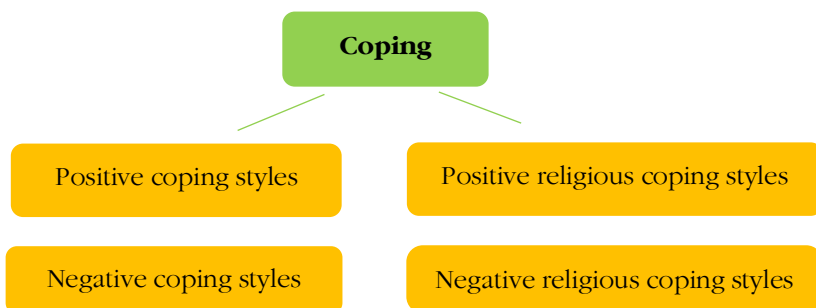 Coping
Positive coping styles
Positive religious coping styles
Negative coping styles
Negative religious coping styles